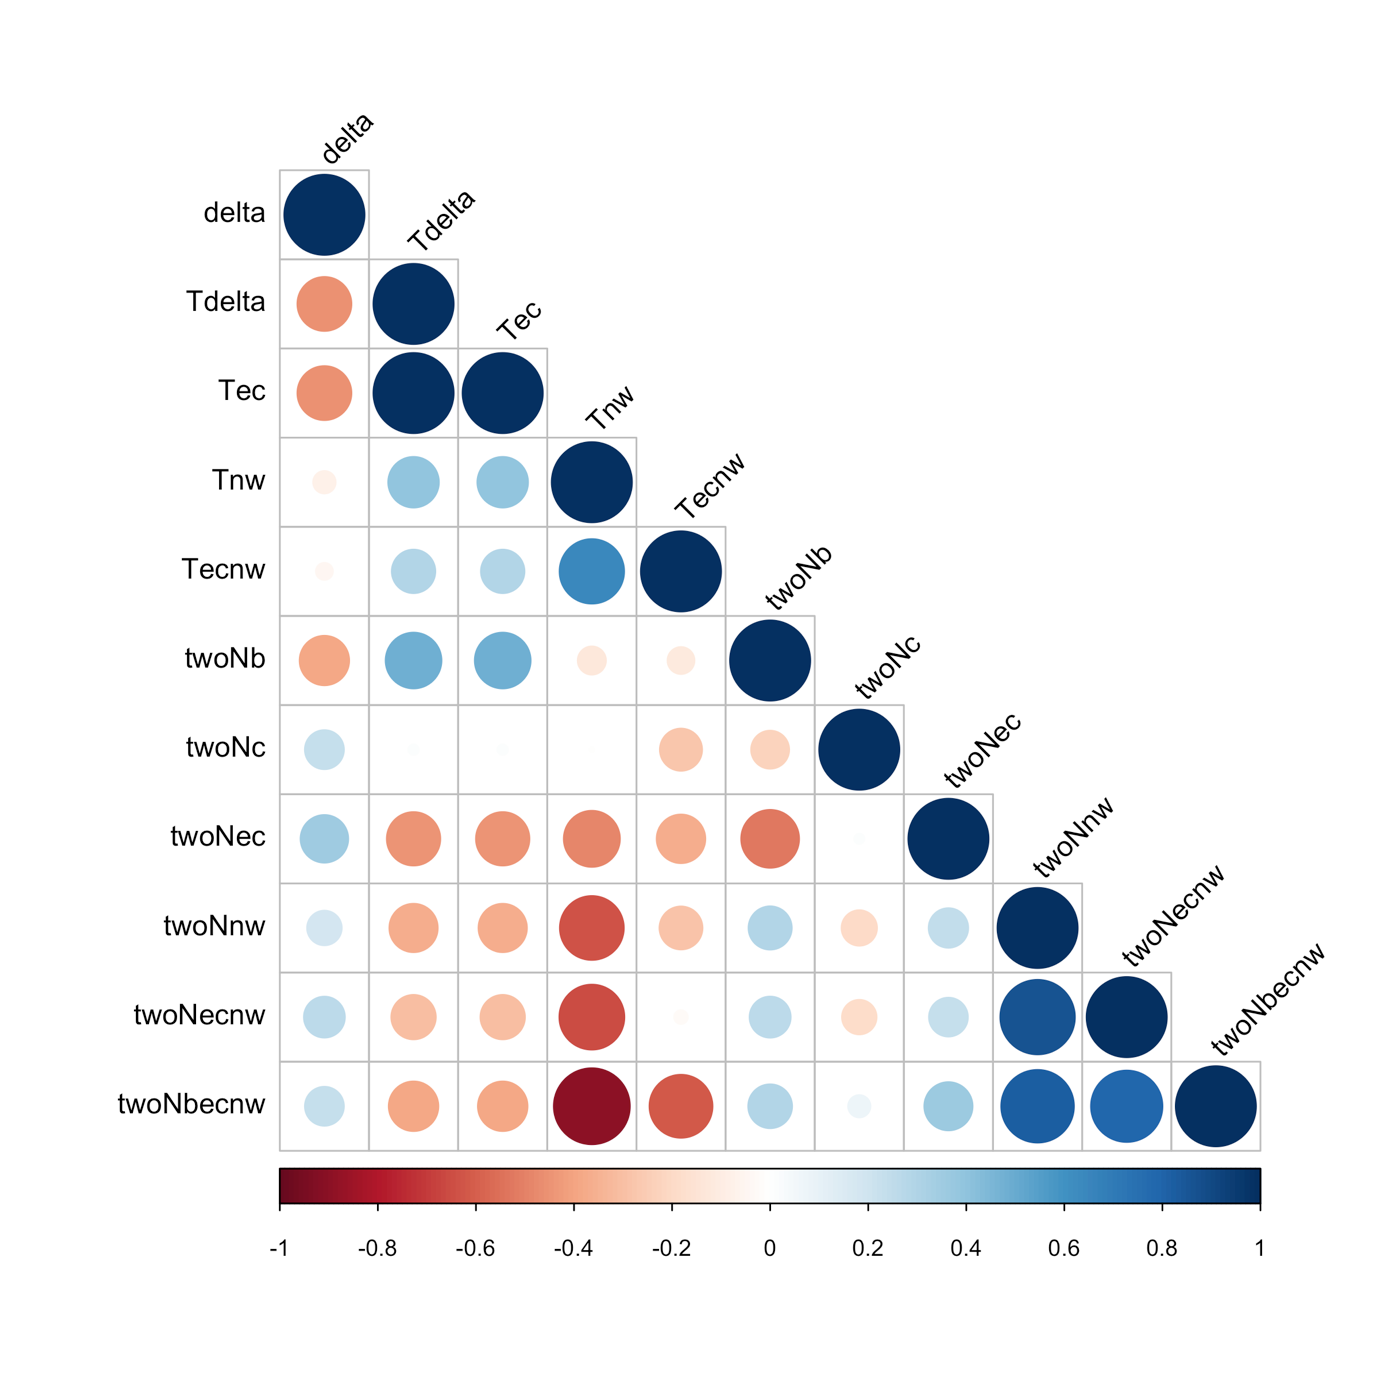 delta
delta
Tdelta
Tdelta
Tec
Tec
Tnw
Tnw
Tecnw
Tecnw
twoNb
twoNb
twoNc
twoNc
twoNec
twoNec
twoNnw
twoNnw
twoNecnw
twoNecnw
twoNbecnw
twoNbecnw
-1 -0.8 -0.6 -0.4 -0.2 0 0.2 0.4 0.6 0.8 1